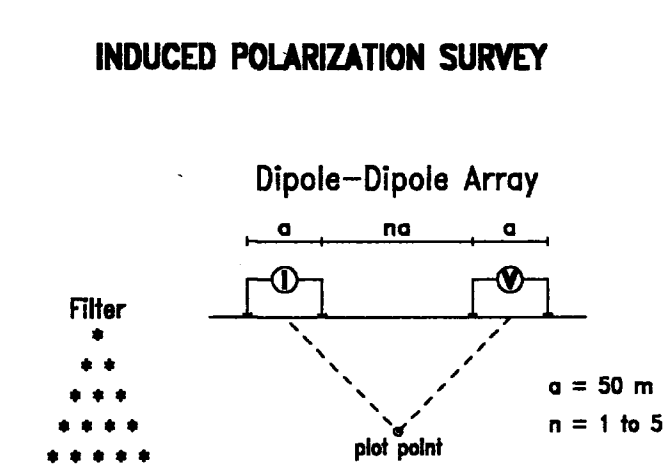 INDUCED POLARIZATION SURVEY
Dipole-Dipole Array
a na a
I V
Filter
*
* *
* * *
* * * *
* * * * *
a = 50 m
n = 1 to 5
plot point